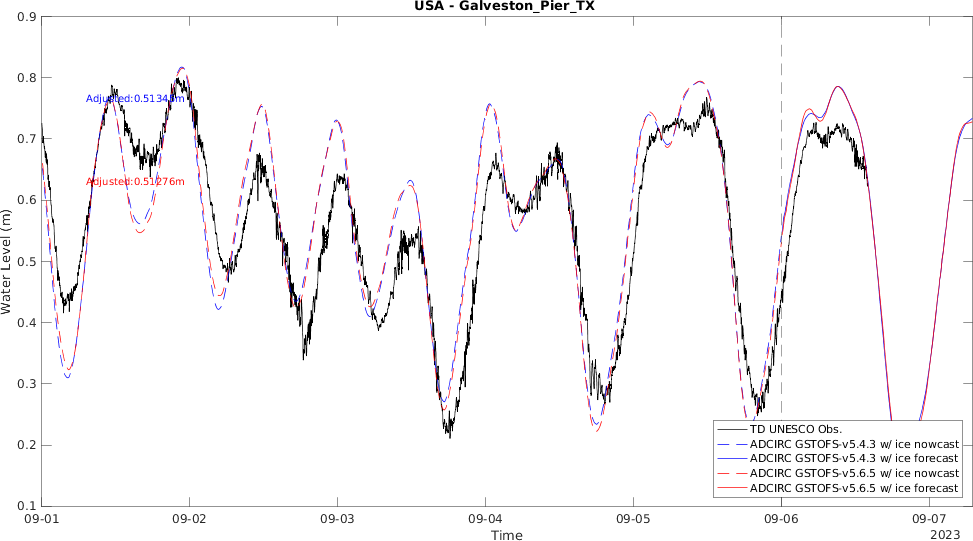 USA - Galveston_Pier_TX
0.9
0.8
0.7
0.6
0.5
0.4
0.3
0.2
0.1
Water Level (m)
Adjusted:0.51276m
TD UNESCO Obs.
ADCIRC GSTOFS-v5.4.3 w/ ice nowcast
ADCIRC GSTOFS-v5.4.3 w/ ice forecast
ADCIRC GSTOFS-v5.6.5 w/ ice nowcast
ADCIRC GSTOFS-v5.6.5 w/ ice forecast
09-01 09-02 09-03 09-04 09-05 09-06 09-07
Time
2023